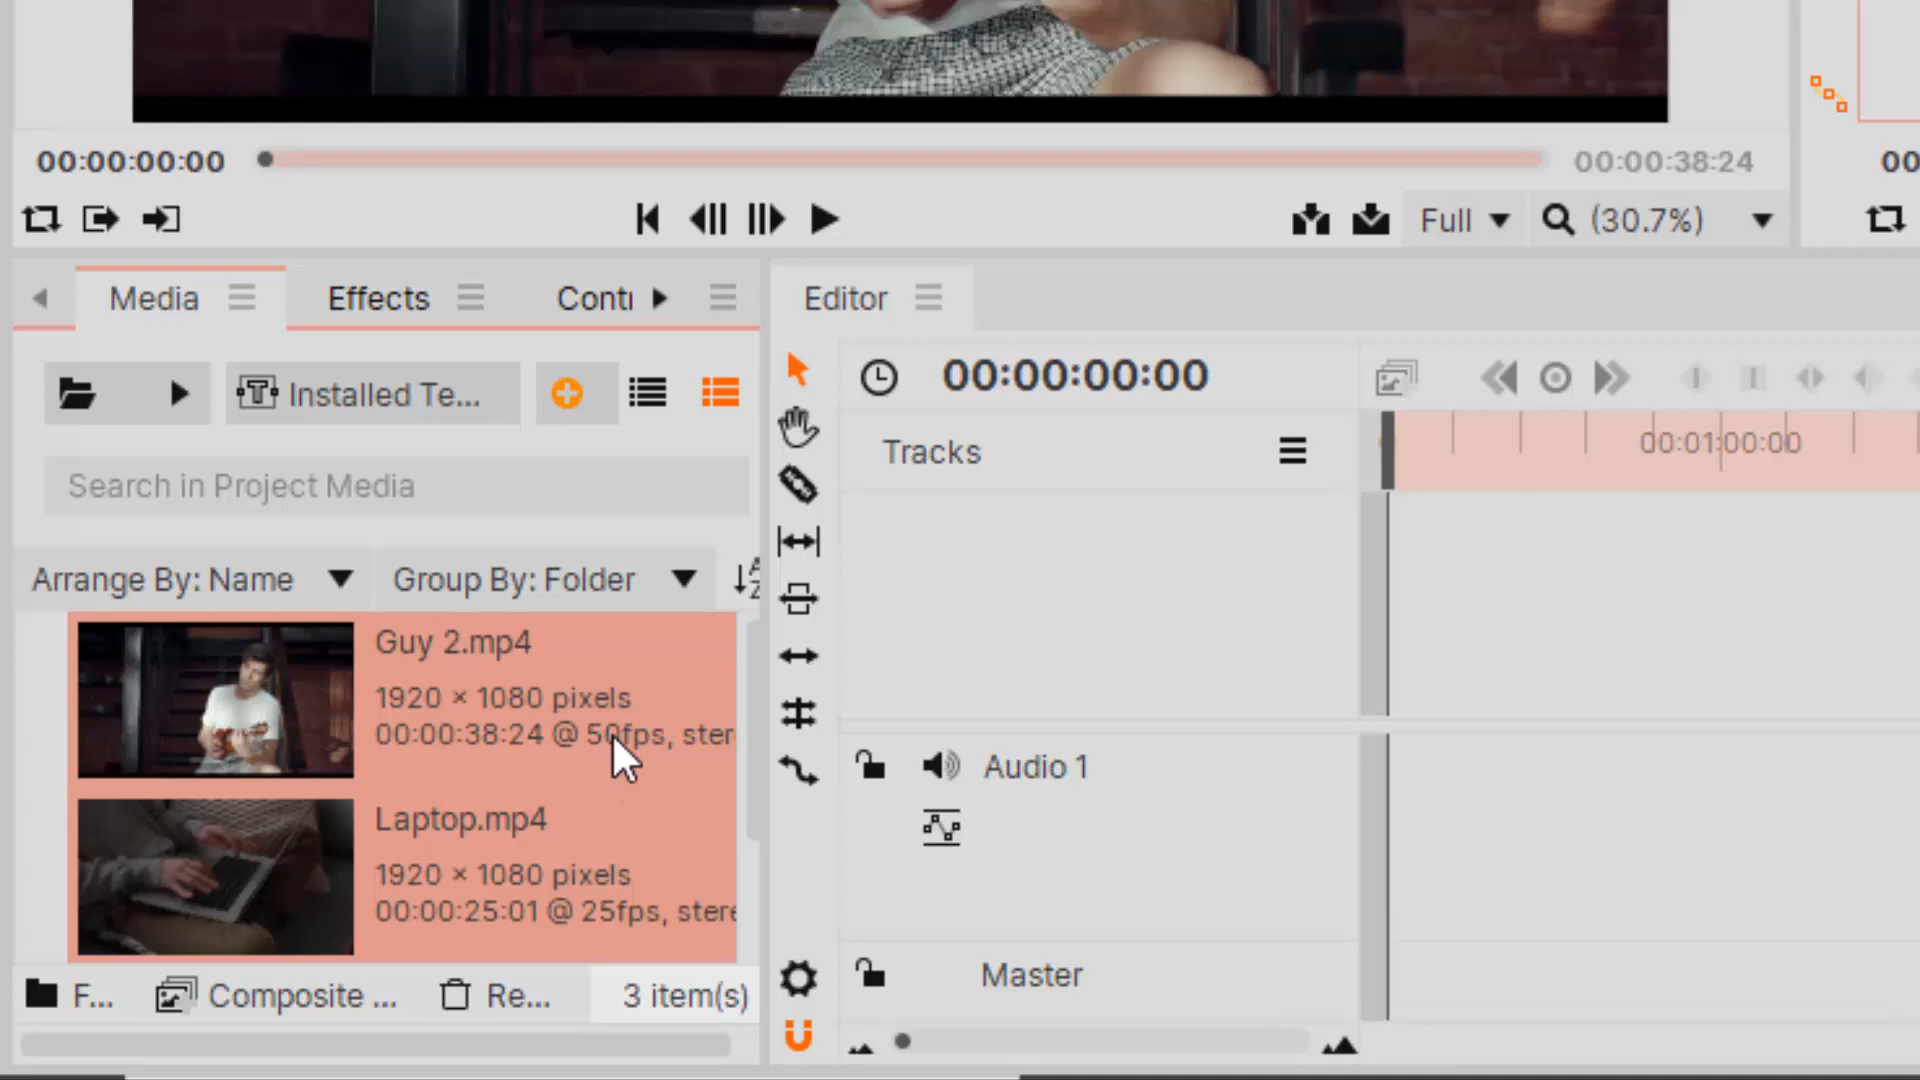 00:00:00:00
00:00:38:24
00
Full
(30.7%)
Media
Effects
Editor
Installed Te...
00:00:00:00
Search in Project Media
Tracks
00:01:00:00
Arrange By: Name
Group By: Folder
Guy 2.mp4
1920 × 1080 pixels
00:00:38:24 @ 50fps,
Laptop.mp4
1920 × 1080 pixels
00:00:25:01 @ 25fps,
Audio 1
Master
F...
Composite ...
Re...
3 item(s)